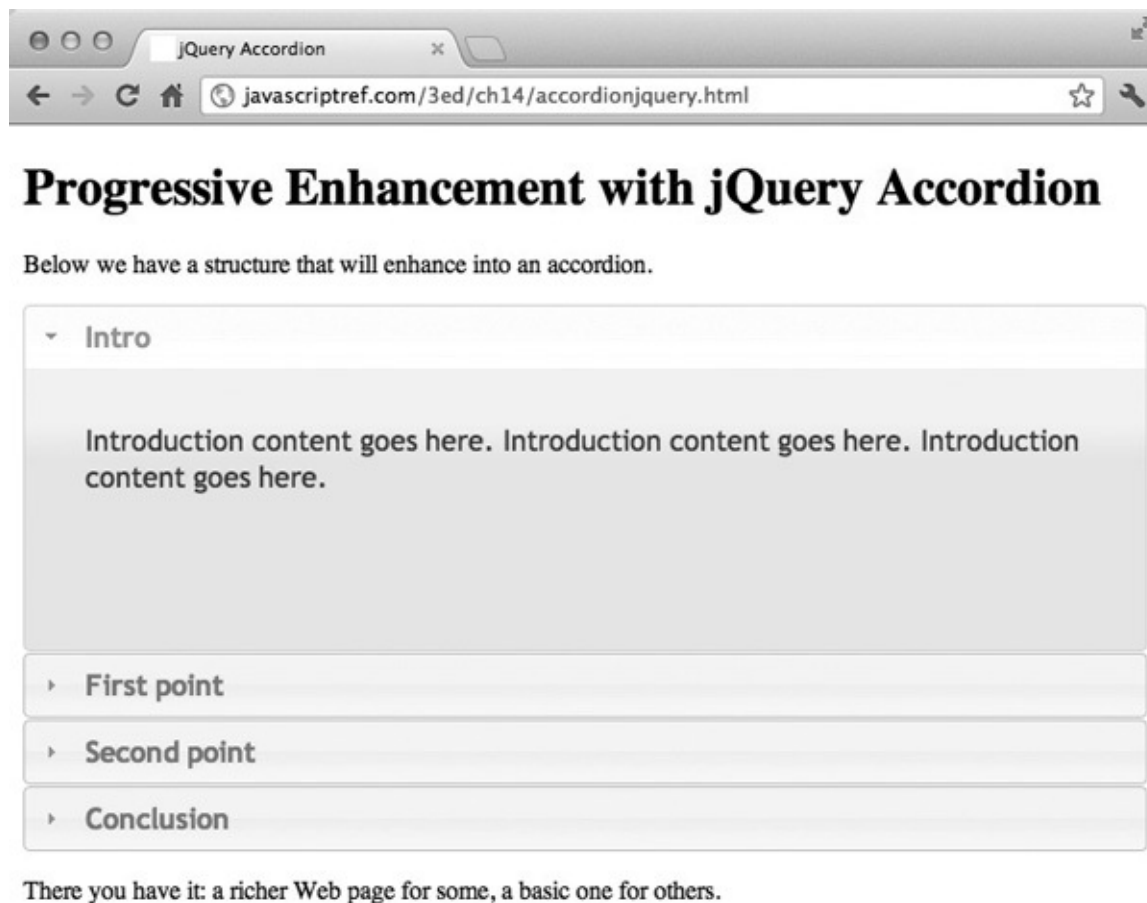 jQuery Accordion
javascriptref.com/3ed/ch14/accordionjquery.html
Progressive Enhancement with jQuery Accordion
Below we have a structure that will enhance into an accordion.
Intro
Introduction content goes here. Introduction content goes here. Introduction
content goes here.
First point
Second point
Conclusion
There you have it: a richer Web page for some, a basic one for others.